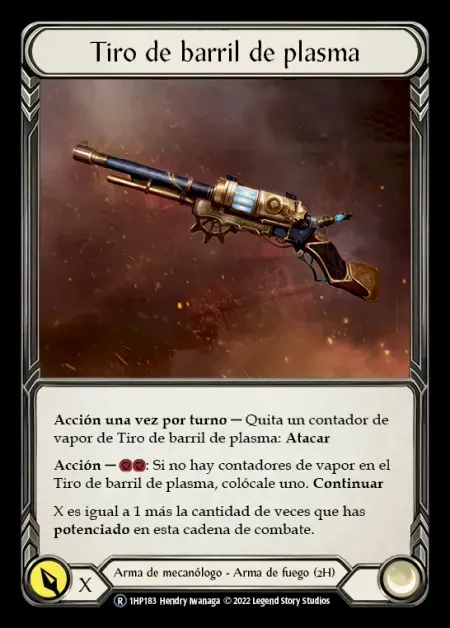 Tiro de barril de plasma
Acción una vez por turno — Quita un contador de
vapor de Tiro de barril de plasma: Atacar
Acción — : Si no hay contadores de vapor en el
Tiro de barril de plasma, colócale uno. Continuar
X es igual a 1 más la cantidad de veces que has
potenciado en esta cadena de combate.
X
Arma de mecanólogo - Arma de fuego (2H)
R 1HP183 Hendry Iwanaga © 2022 Legend Story Studios